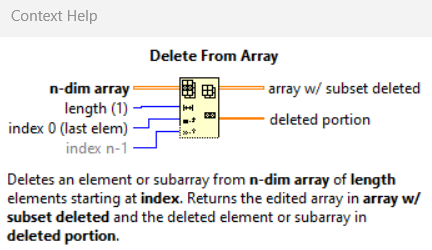 Context Help
Delete From Array
n-dim array
array w/ subset deleted
length (1)
index 0 (last elem)
deleted portion
index n-1
Deletes an element or subarray from n-dim array of length
elements starting at index. Returns the edited array in array w/
subset deleted and the deleted element or subarray in
deleted portion.